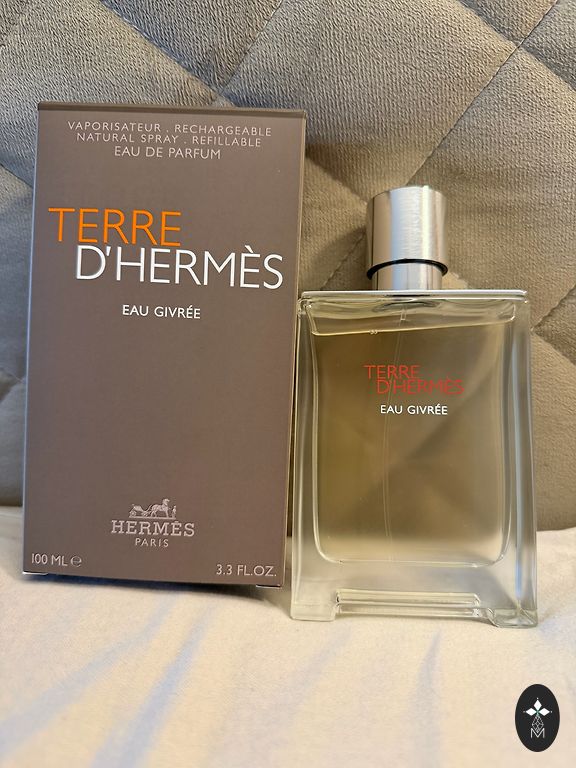 VAPORISATEUR . RECHARGEABLE
NATURAL SPRAY . REFILLABLE
EAU DE PARFUM
TERRE
D'HERMÈS
EAU GIVRÉE
HERMÈS
PARIS
100 ML ℮
3.3 FL.OZ.
TERRE
D'HERMÈS
EAU GIVRÉE